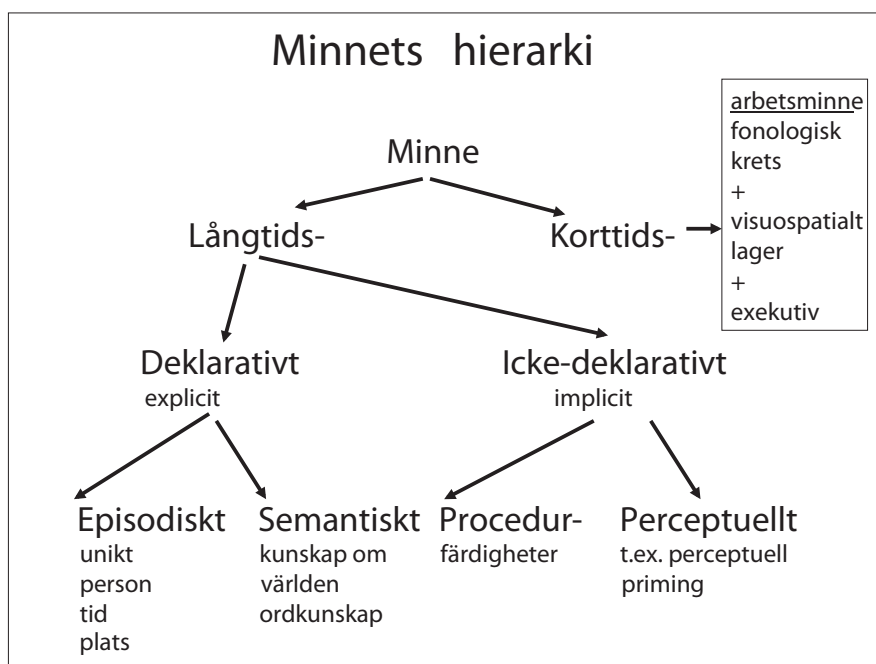 Minnets hierarki
arbetsminne
fonologisk
krets
+
visuospatialt
lager
+
exekutiv
Minne
Långtids-
Korttids-
Deklarativt
explicit
Icke-deklarativt
implicit
Episodiskt
unikt
person
tid
plats
Semantiskt
kunskap om
världen
ordkunskap
Procedur-
färdigheter
Perceptuellt
t.ex. perceptuell
priming